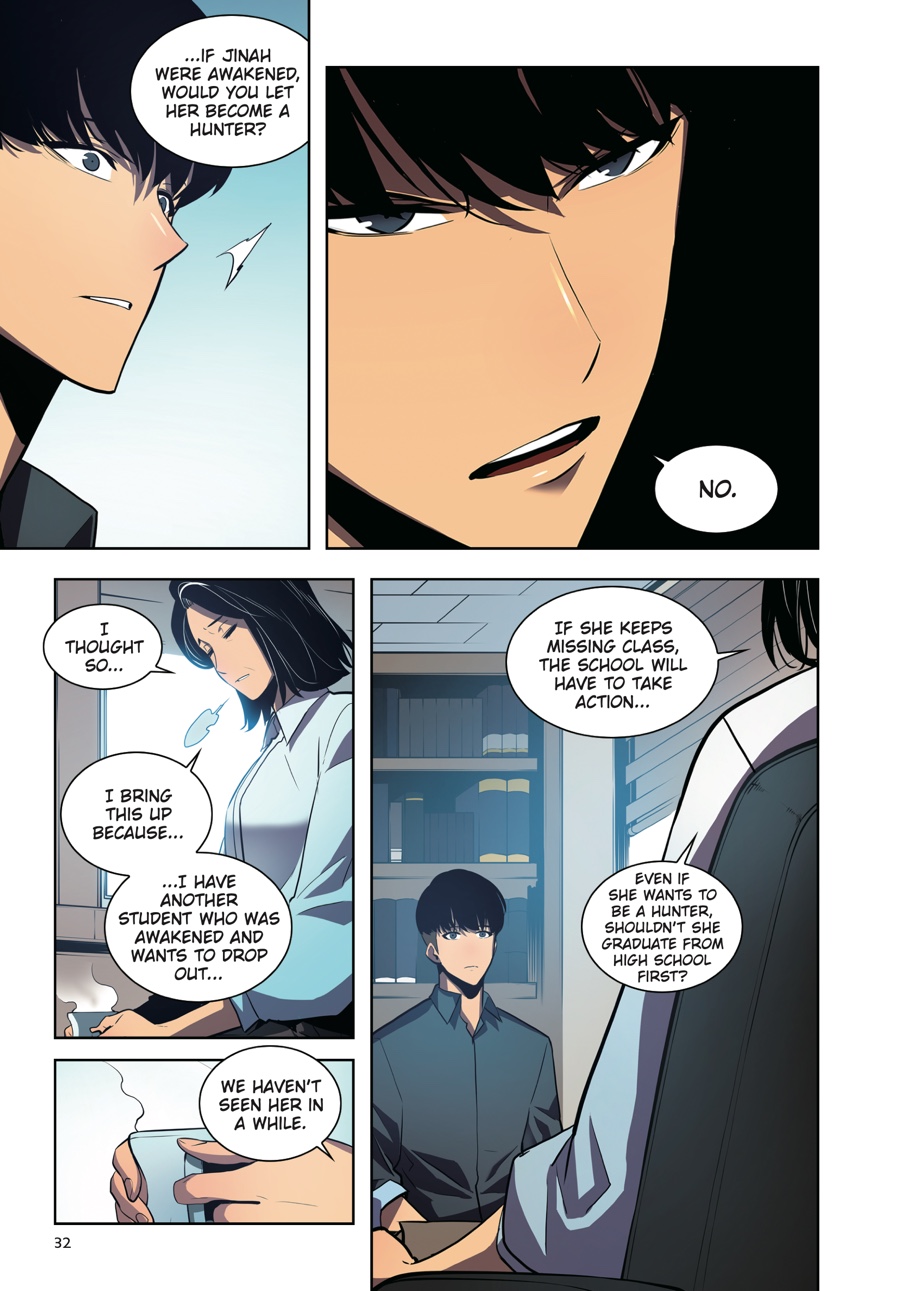 ...IF JINAH
WERE AWAKENED,
WOULD YOU LET
HER BECOME A
HUNTER?
NO.
I
THOUGHT
SO...
I BRING
THIS UP
BECAUSE...
...I HAVE
ANOTHER
STUDENT WHO WAS
AWAKENED AND
WANTS TO DROP
OUT...
WE HAVEN'T
SEEN HER IN
A WHILE.
IF SHE KEEPS
MISSING CLASS,
THE SCHOOL WILL
HAVE TO TAKE
ACTION...
EVEN IF
SHE WANTS TO
BE A HUNTER,
SHOULDN'T SHE
GRADUATE FROM
HIGH SCHOOL
FIRST?
32